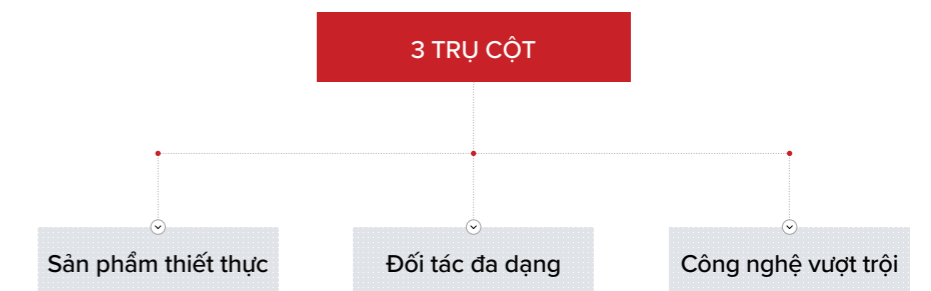 3 TRỤ CỘT
Sản phẩm thiết thực
Đối tác đa dạng
Công nghệ vượt trội